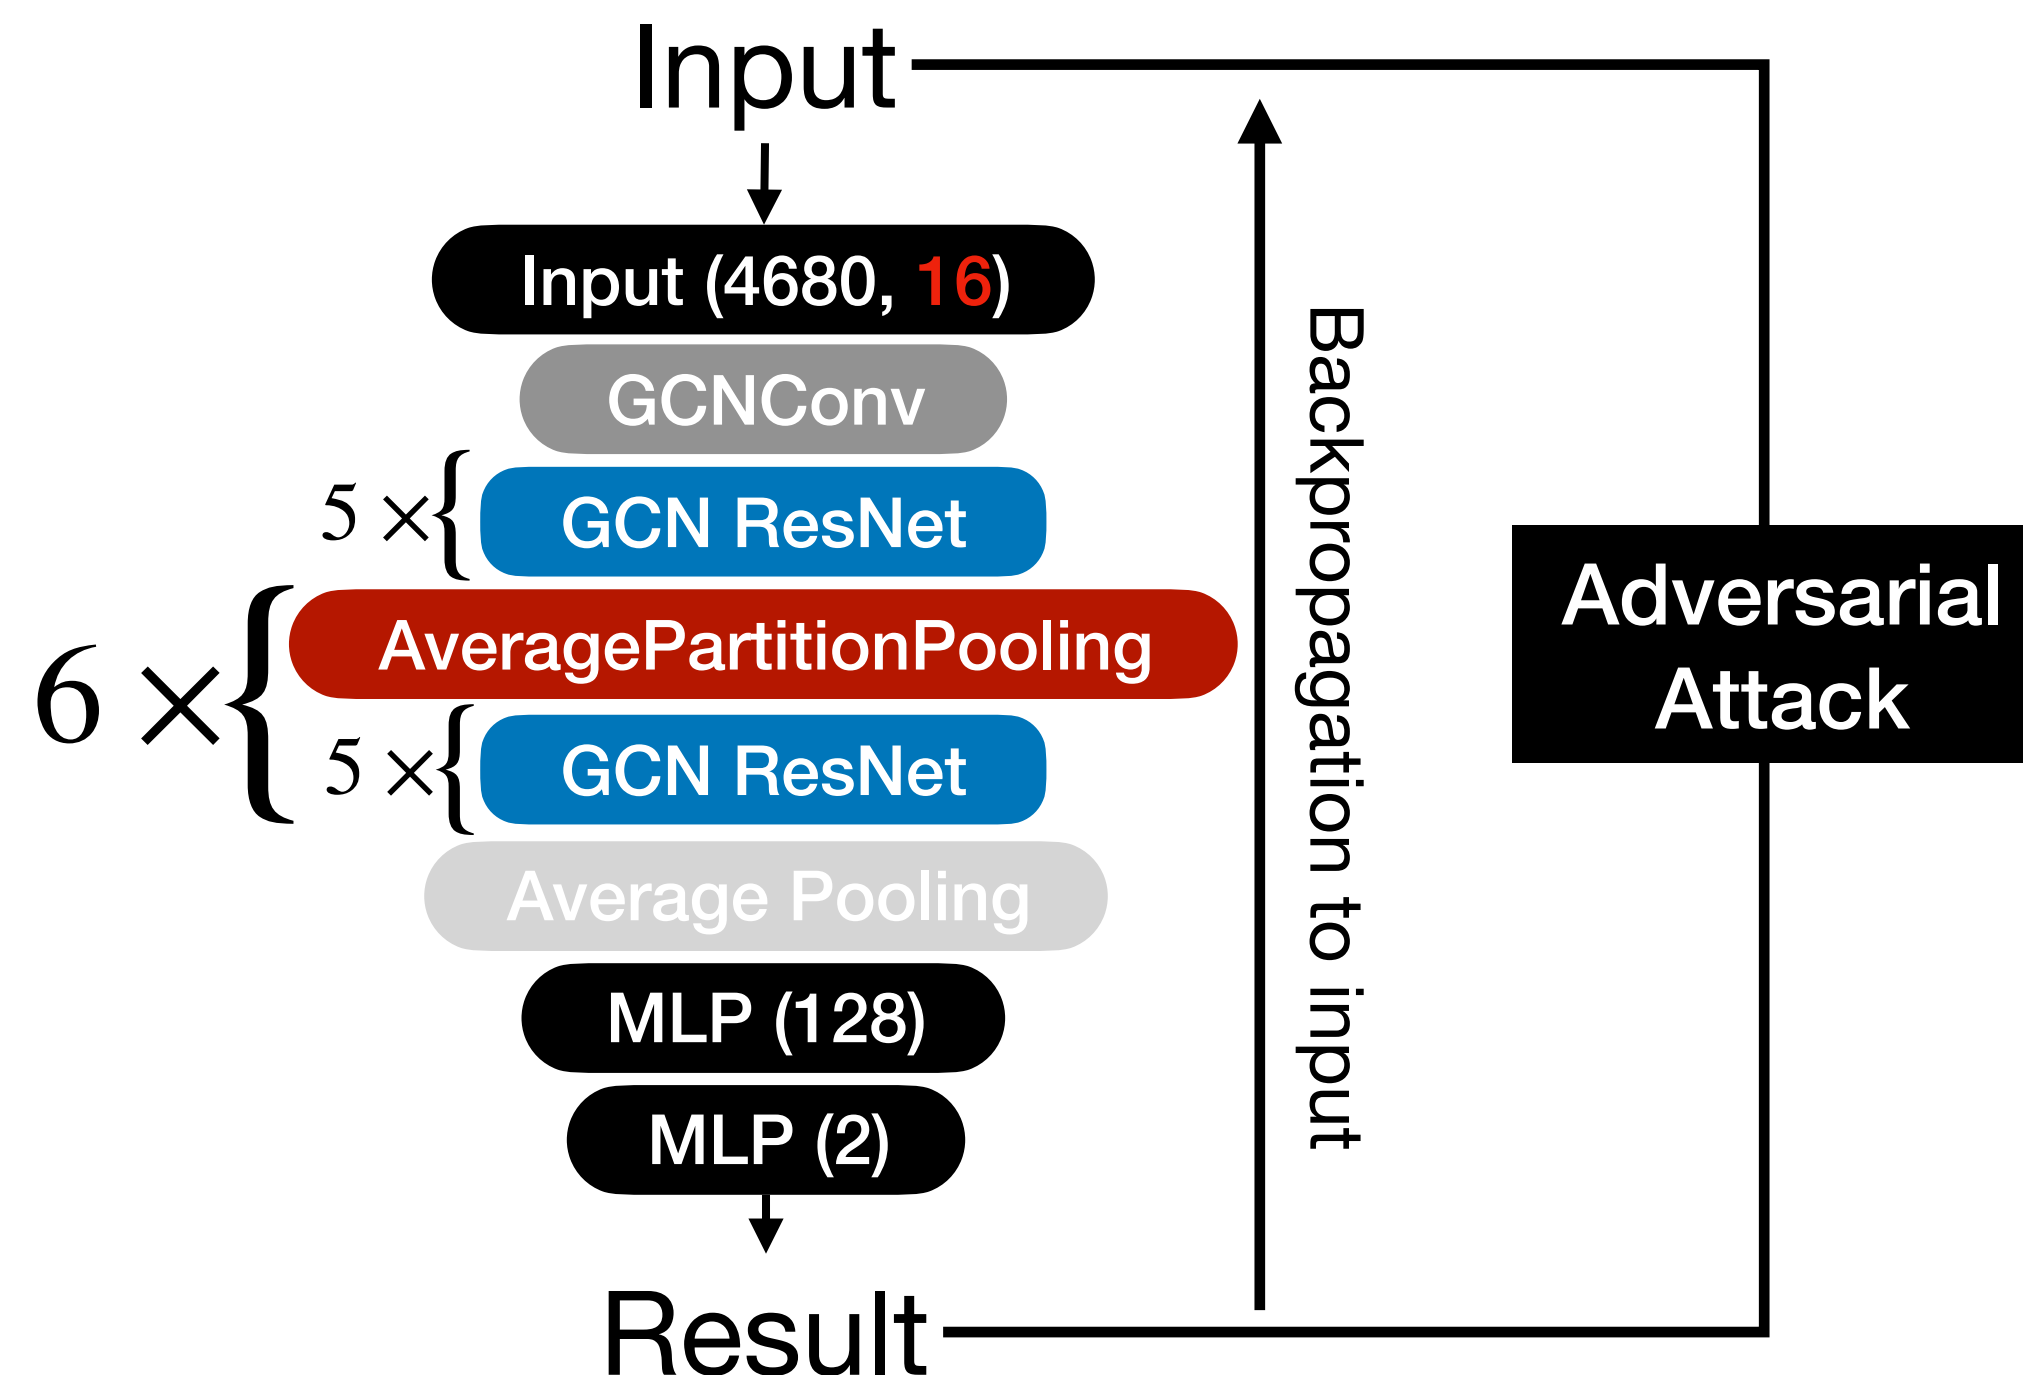 Input
Input (4680, 16)
GCNConv
5 ×{
GCN ResNet
6 ×{
AveragePartitionPooling
5 ×{
GCN ResNet
Average Pooling
MLP (128)
MLP (2)
Result
Backpropagation to input
Adversarial
Attack